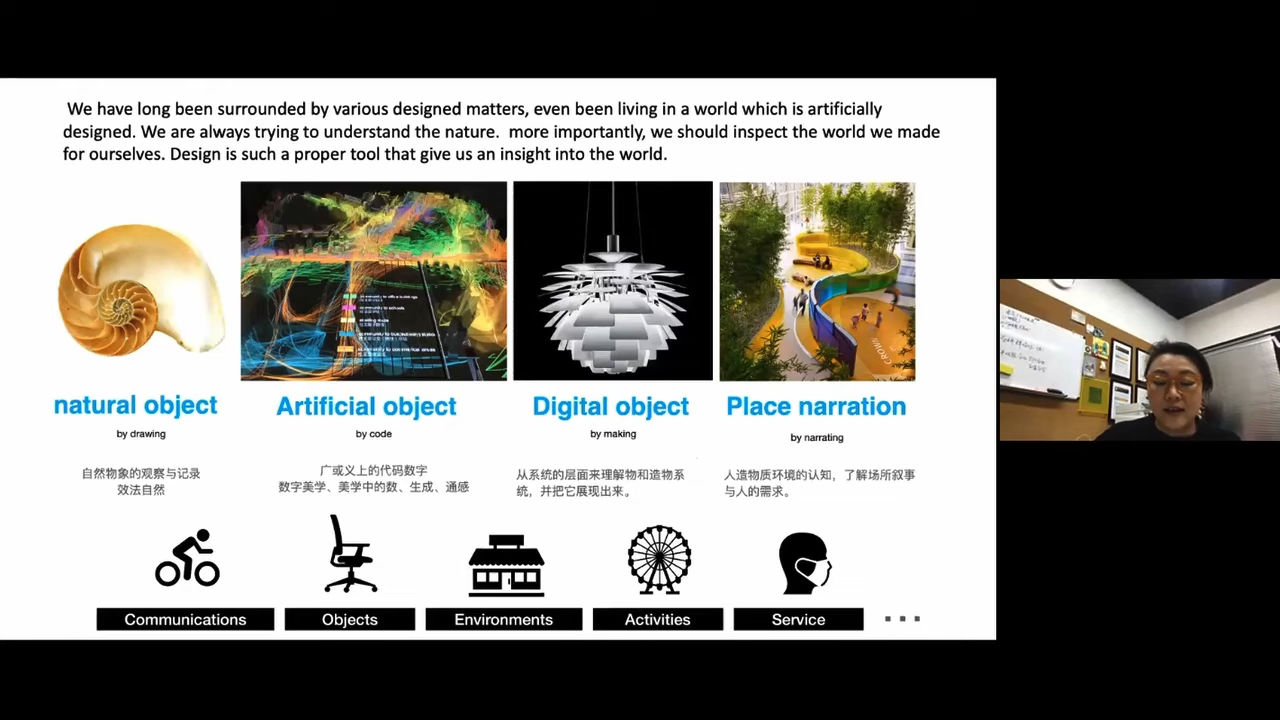 We have long been surrounded by various designed matters, even been living in a world which is artificially
designed. We are always trying to understand the nature.  more importantly, we should inspect the world we made
for ourselves. Design is such a proper tool that give us an insight into the world.
CROWN
natural object
Artificial object
Digital object
Place narration
by drawing
by code
by making
by narrating
自然物象的观察与记录
效法自然
广或义上的代码数字
数字美学、美学中的数、生成、通感
从系统的层面来理解物和造物系
统，并把它展现出来。
人造物质环境的认知，了解场所叙事
与人的需求。
Communications
Objects
Environments
Activities
Service